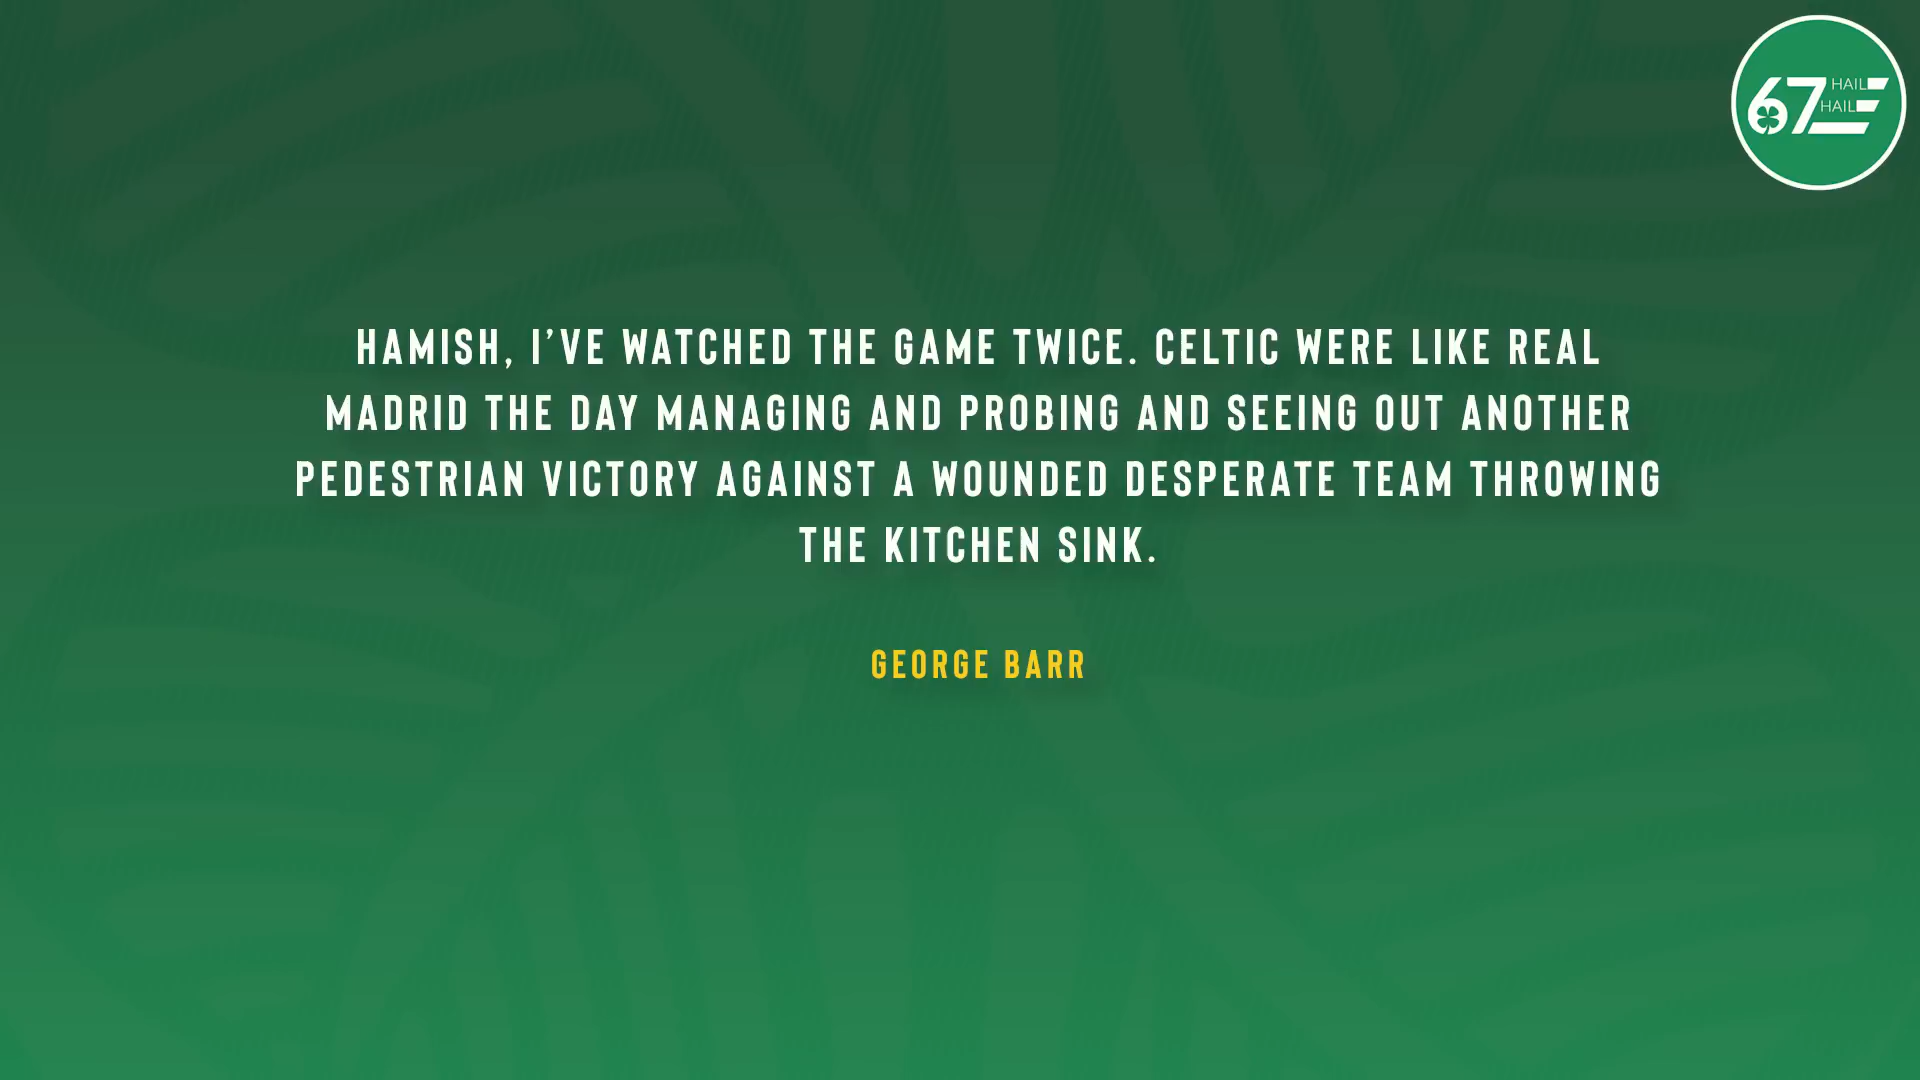 67 HAIL
HAIL
HAMISH, I'VE WATCHED THE GAME TWICE. CELTIC WERE LIKE REAL
MADRID THE DAY MANAGING AND PROBING AND SEEING OUT ANOTHER
PEDESTRIAN VICTORY AGAINST A WOUNDED DESPERATE TEAM THROWING
THE KITCHEN SINK.
GEORGE BARR